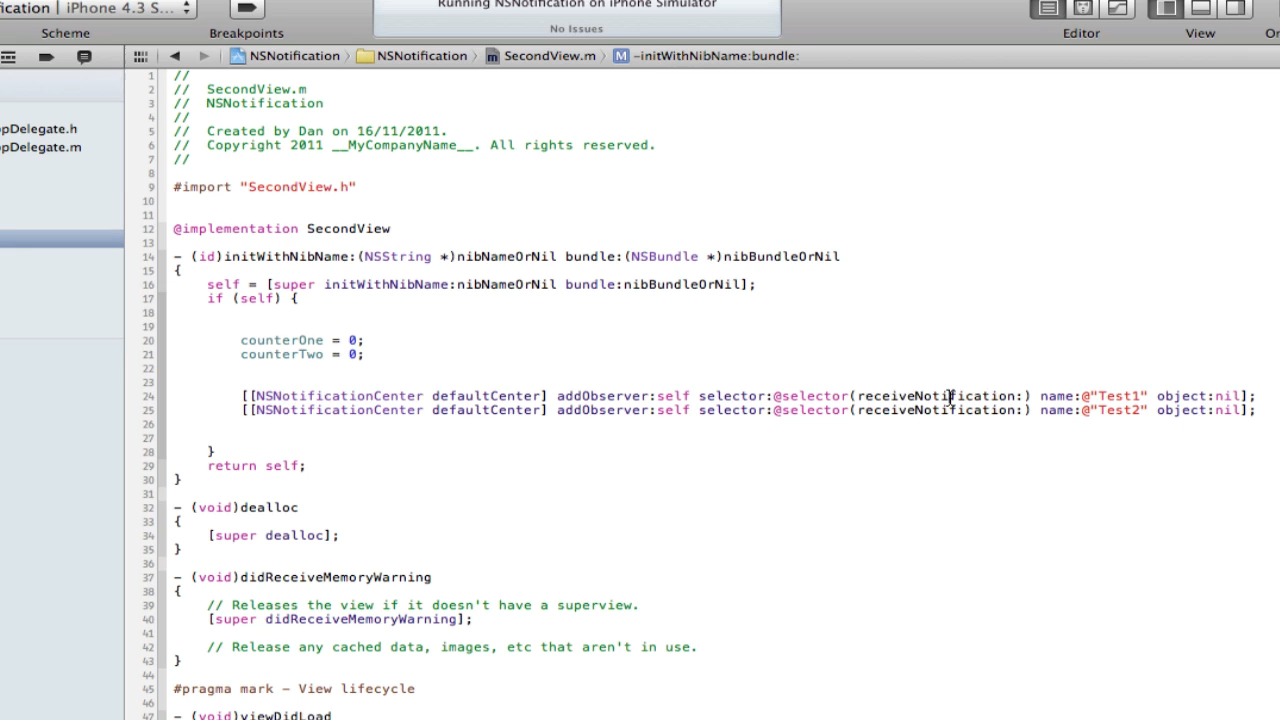 fication | iPhone 4.3 S...
Running NSNotification on iPhone Simulator
No Issues
Scheme
Breakpoints
Editor
View
Or
NSNotification
NSNotification
SecondView.m
M
-initWithNibName:bundle:
ppDelegate.h
ppDelegate.m
1 //
2 //  SecondView.m
3 //  NSNotification
4 //
5 //  Created by Dan on 16/11/2011.
6 //  Copyright 2011 __MyCompanyName__. All rights reserved.
7 //
8
9 #import "SecondView.h"
10
11
12 @implementation SecondView
13
14 - (id)initWithNibName:(NSString *)nibNameOrNil bundle:(NSBundle *)nibBundleOrNil
15 {
16     self = [super initWithNibName:nibNameOrNil bundle:nibBundleOrNil];
17     if (self) {
18
19
20         counterOne = 0;
21         counterTwo = 0;
22
23
24         [[NSNotificationCenter defaultCenter] addObserver:self selector:@selector(receiveNotification:) name:@"Test1" object:nil];
25         [[NSNotificationCenter defaultCenter] addObserver:self selector:@selector(receiveNotification:) name:@"Test2" object:nil];
26
27
28     }
29     return self;
30 }
31
32 - (void)dealloc
33 {
34     [super dealloc];
35 }
36
37 - (void)didReceiveMemoryWarning
38 {
39     // Releases the view if it doesn't have a superview.
40     [super didReceiveMemoryWarning];
41
42     // Release any cached data, images, etc that aren't in use.
43 }
44
45 #pragma mark - View lifecycle
46
47 - (void)viewDidLoad